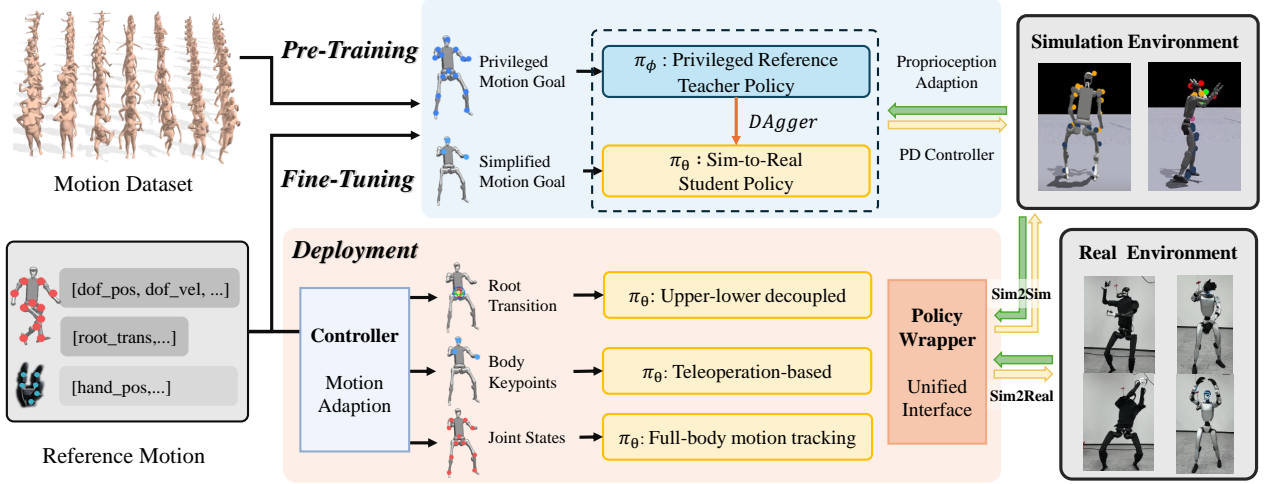 Motion Dataset
Pre-Training
Fine-Tuning
Privileged
Motion Goal
Simplified
Motion Goal
π_ϕ : Privileged Reference
Teacher Policy
DAgger
π_θ : Sim-to-Real
Student Policy
Proprioception
Adaption
PD Controller
Simulation Environment
[dof_pos, dof_vel, ...]
[root_trans,...]
[hand_pos,...]
Reference Motion
Deployment
Controller
Motion
Adaption
Root
Transition
Body
Keypoints
Joint States
π_θ: Upper-lower decoupled
π_θ: Teleoperation-based
π_θ: Full-body motion tracking
Policy
Wrapper
Unified
Interface
Sim2Sim
Sim2Real
Real Environment